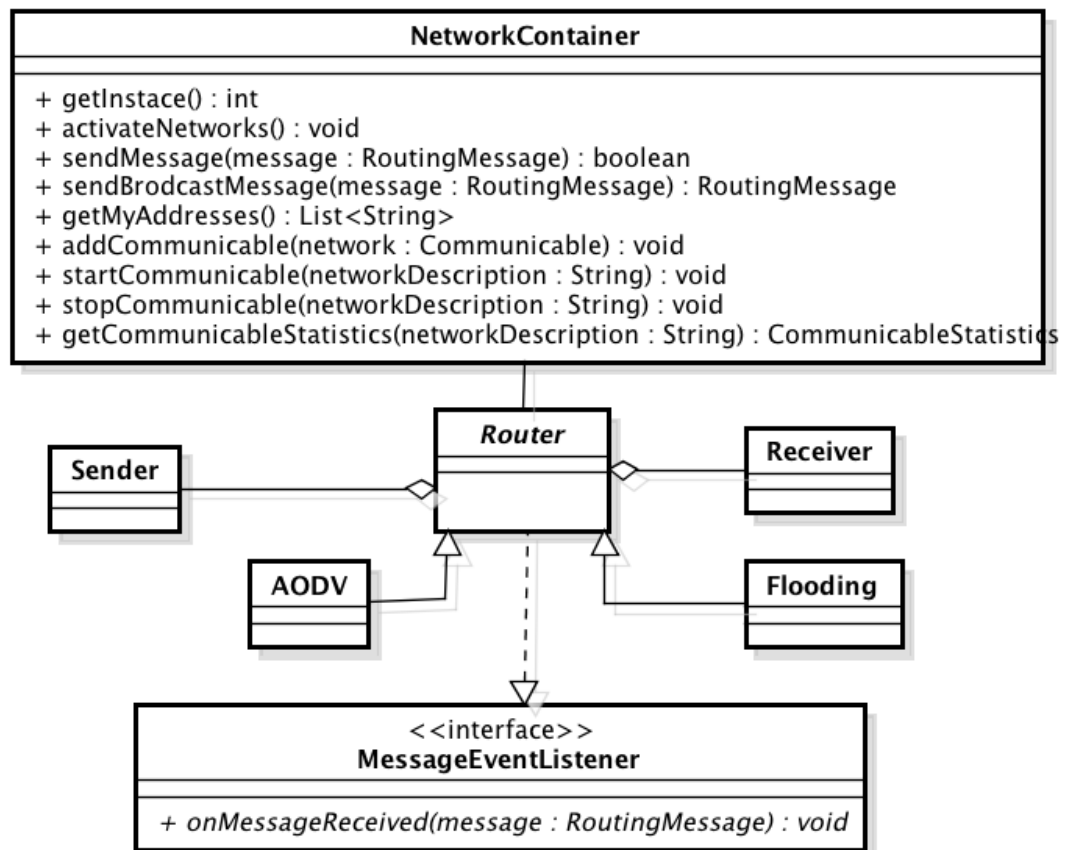 NetworkContainer
+ getInstace() : int
+ activateNetworks() : void
+ sendMessage(message : RoutingMessage) : boolean
+ sendBrodcastMessage(message : RoutingMessage) : RoutingMessage
+ getMyAddresses() : List<String>
+ addCommunicable(network : Communicable) : void
+ startCommunicable(networkDescription : String) : void
+ stopCommunicable(networkDescription : String) : void
+ getCommunicableStatistics(networkDescription : String) : CommunicableStatistics
Router
Sender
Receiver
AODV
Flooding
<<interface>>
MessageEventListener
+ onMessageReceived(message : RoutingMessage) : void